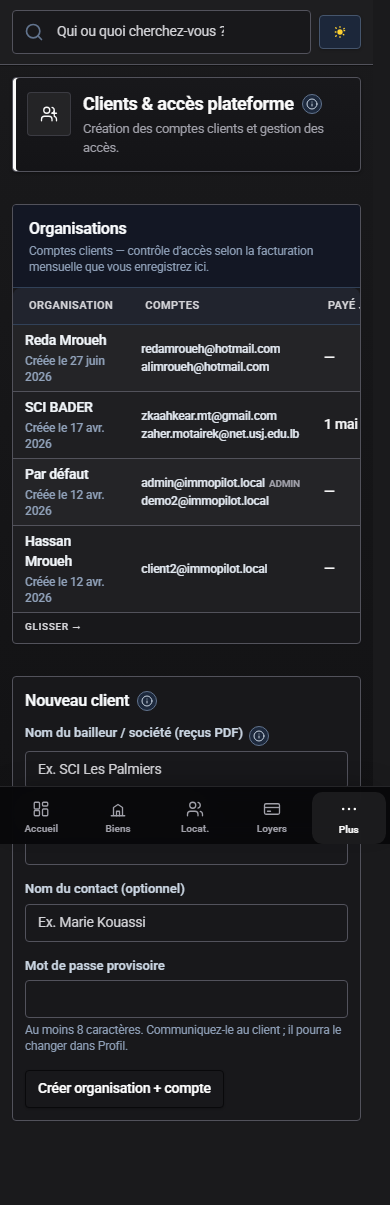 Qui ou quoi cherchez-vous ?
Clients & accès plateforme
Création des comptes clients et gestion des
accès.
Organisations
Comptes clients — contrôle d'accès selon la facturation
mensuelle que vous enregistrez ici.
ORGANISATION COMPTES PAYÉ
Reda Mroueh
Créée le 27 juin
2026
redamroueh@hotmail.com
alimroueh@hotmail.com
—
SCI BADER
Créée le 17 avr.
2026
zkaahkear.mt@gmail.com
zaher.motairek@net.usj.edu.lb
1 mai
Par défaut
Créée le 12 avr.
2026
admin@immopilot.local ADMIN
demo2@immopilot.local
—
Hassan
Mroueh
Créée le 12 avr.
2026
client2@immopilot.local
—
GLISSER →
Nouveau client
Nom du bailleur / société (reçus PDF)
Ex. SCI Les Palmiers
Accueil Biens Locat. Loyers Plus
Nom du contact (optionnel)
Ex. Marie Kouassi
Mot de passe provisoire
Au moins 8 caractères. Communiquez-le au client ; il pourra le
changer dans Profil.
Créer organisation + compte